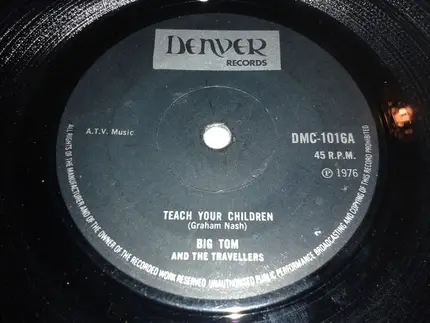 DENVER
RECORDS
A.T.V. Music
DMC-1016A
45 R.P.M.
℗ 1976
TEACH YOUR CHILDREN
(Graham Nash)
BIG TOM
AND THE TRAVELLERS
ALL RIGHTS OF THE MANUFACTURER AND OF THE OWNER OF THE RECORDED WORK RESERVED. UNAUTHORISED PUBLIC PERFORMANCE BROADCASTING AND COPYING OF THIS RECORD PROHIBITED